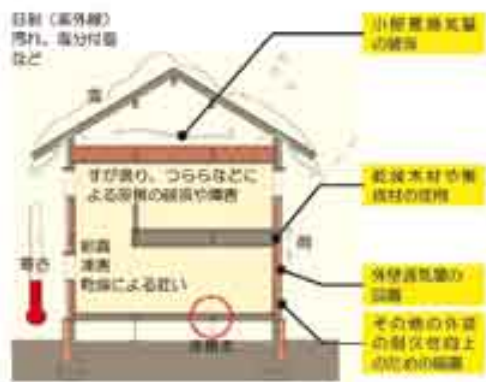 日射（紫外線）
汚れ、塩分付着
など
小屋裏換気量
の確保
雪
すが漏り、つららなどに
よる屋根の破損や障害
乾燥木材や集
成材の使用
雨
結露
凍害
乾燥による狂い
寒さ
外壁通気層の
設置
その他の外装
の耐久性向上
のための措置